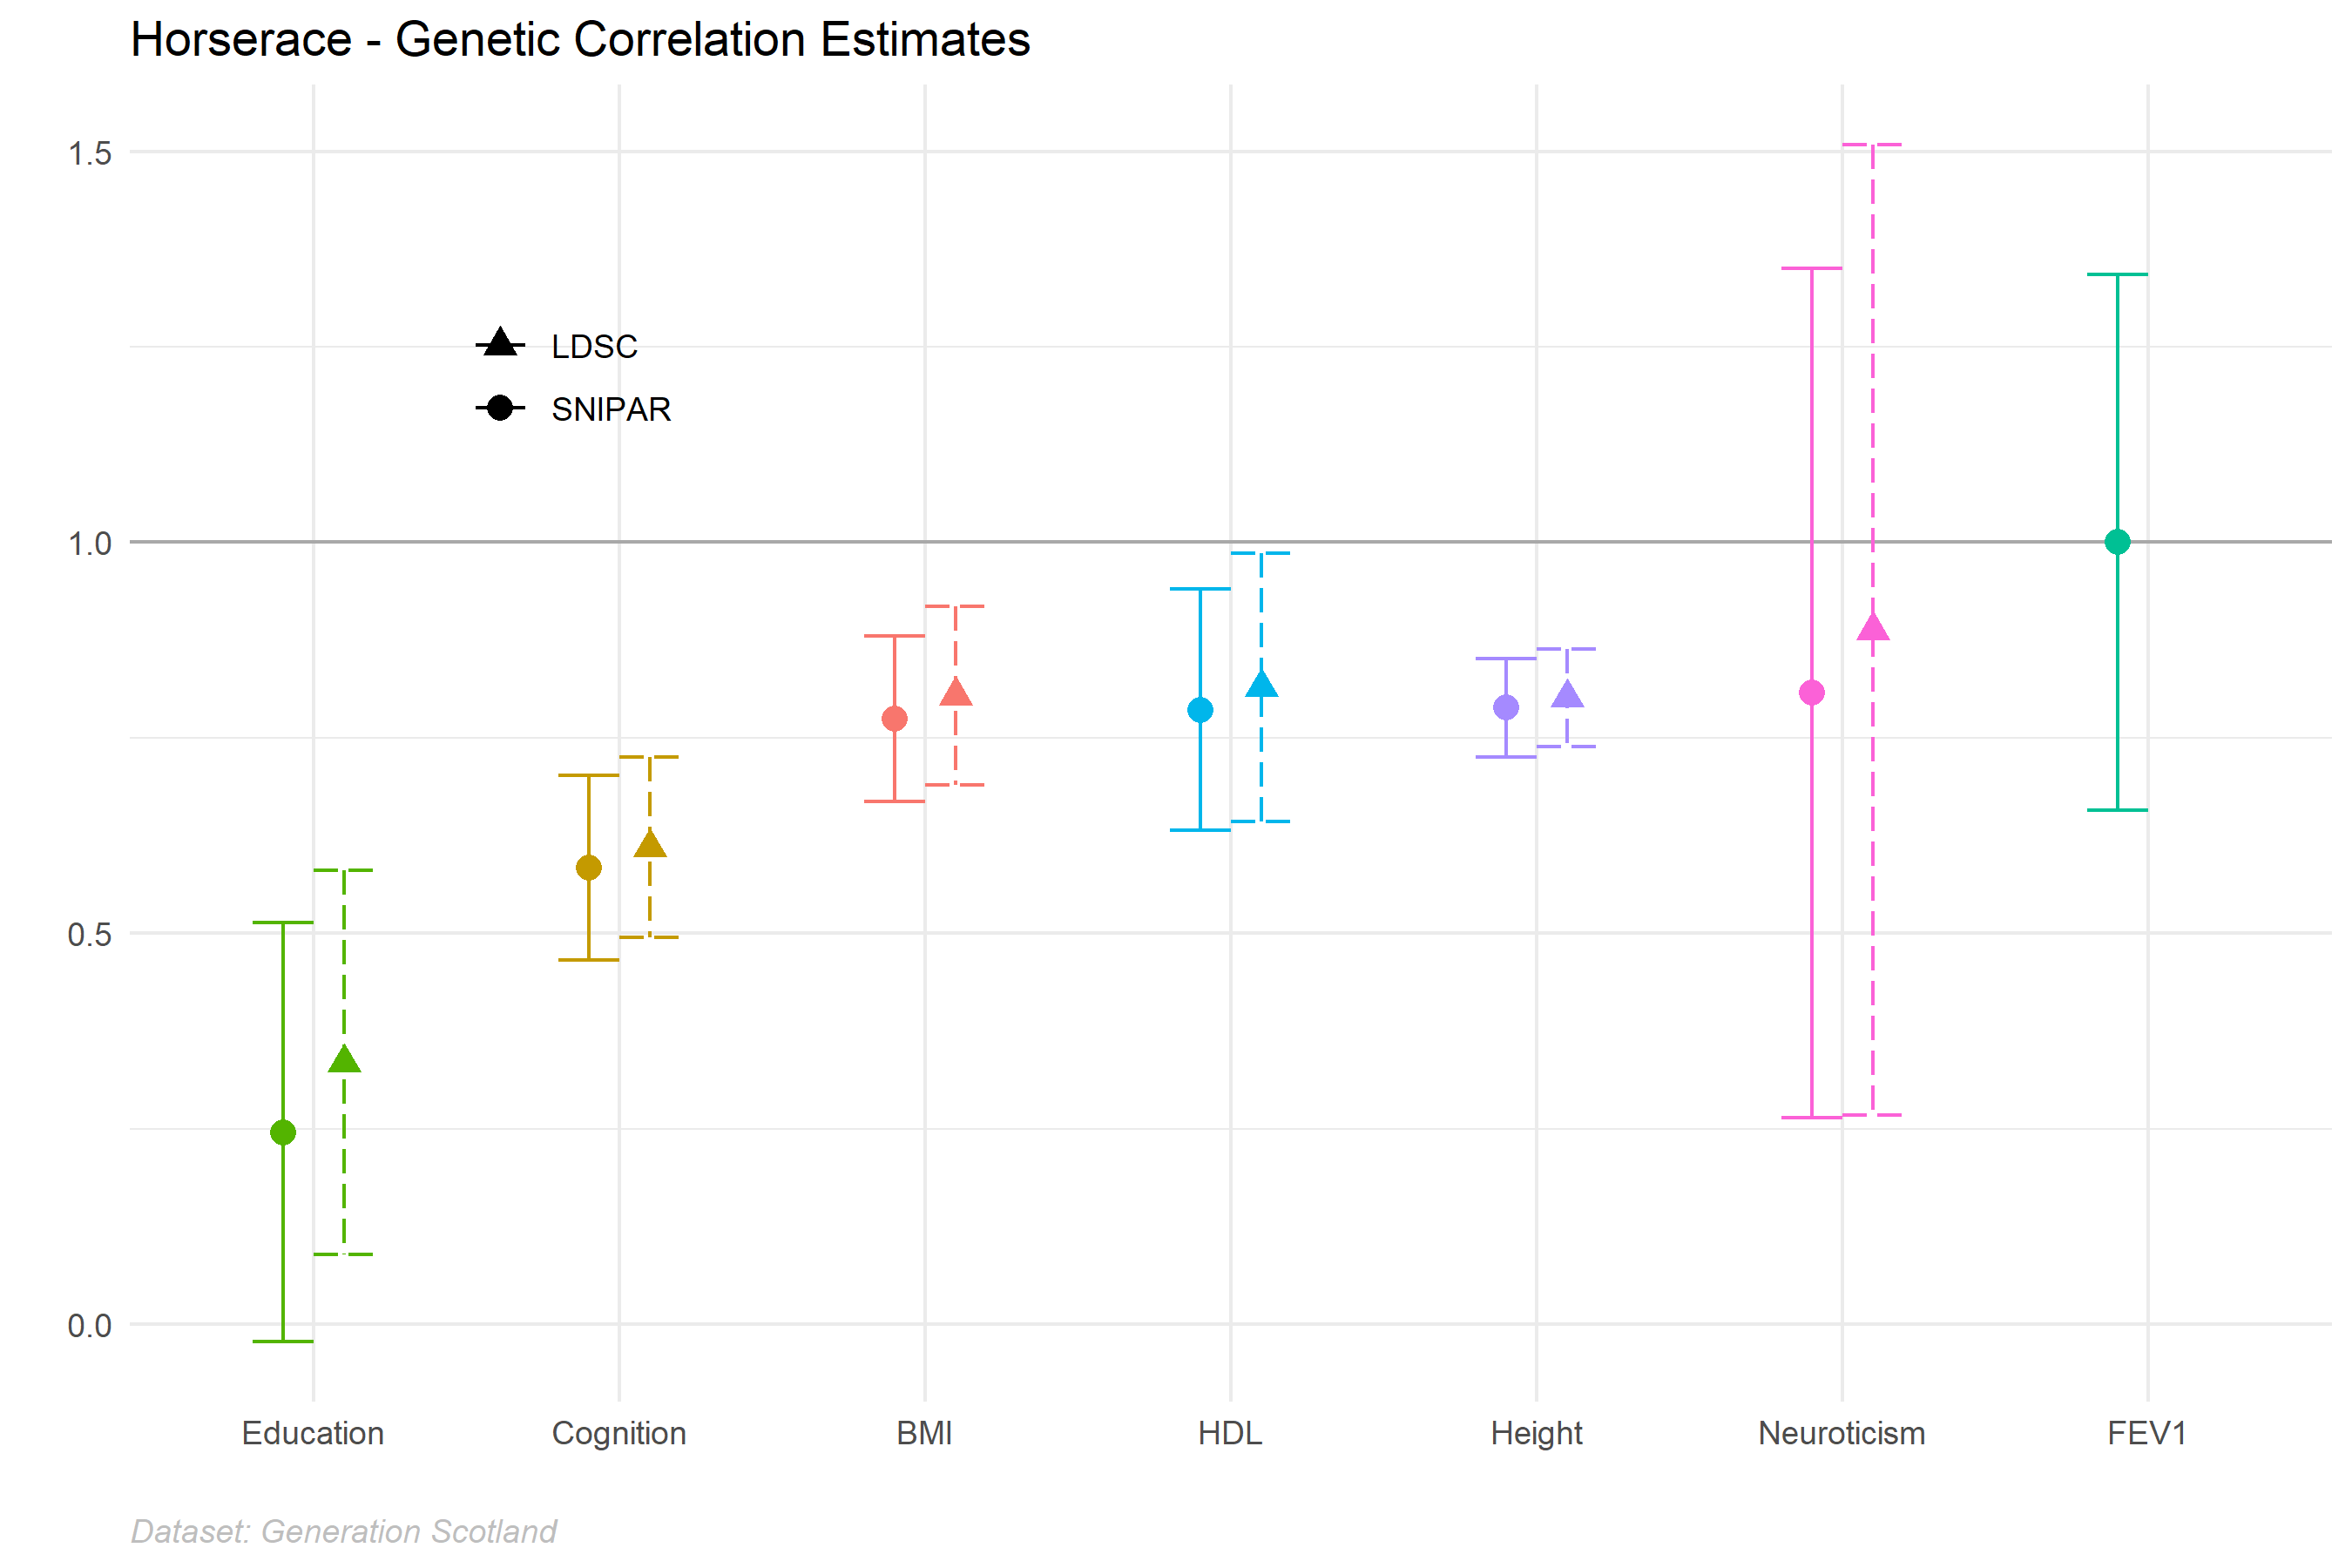 Horserace - Genetic Correlation Estimates
1.5
LDSC
SNIPAR
1.0
0.5
0.0
Education Cognition BMI HDL Height Neuroticism FEV1
Dataset: Generation Scotland